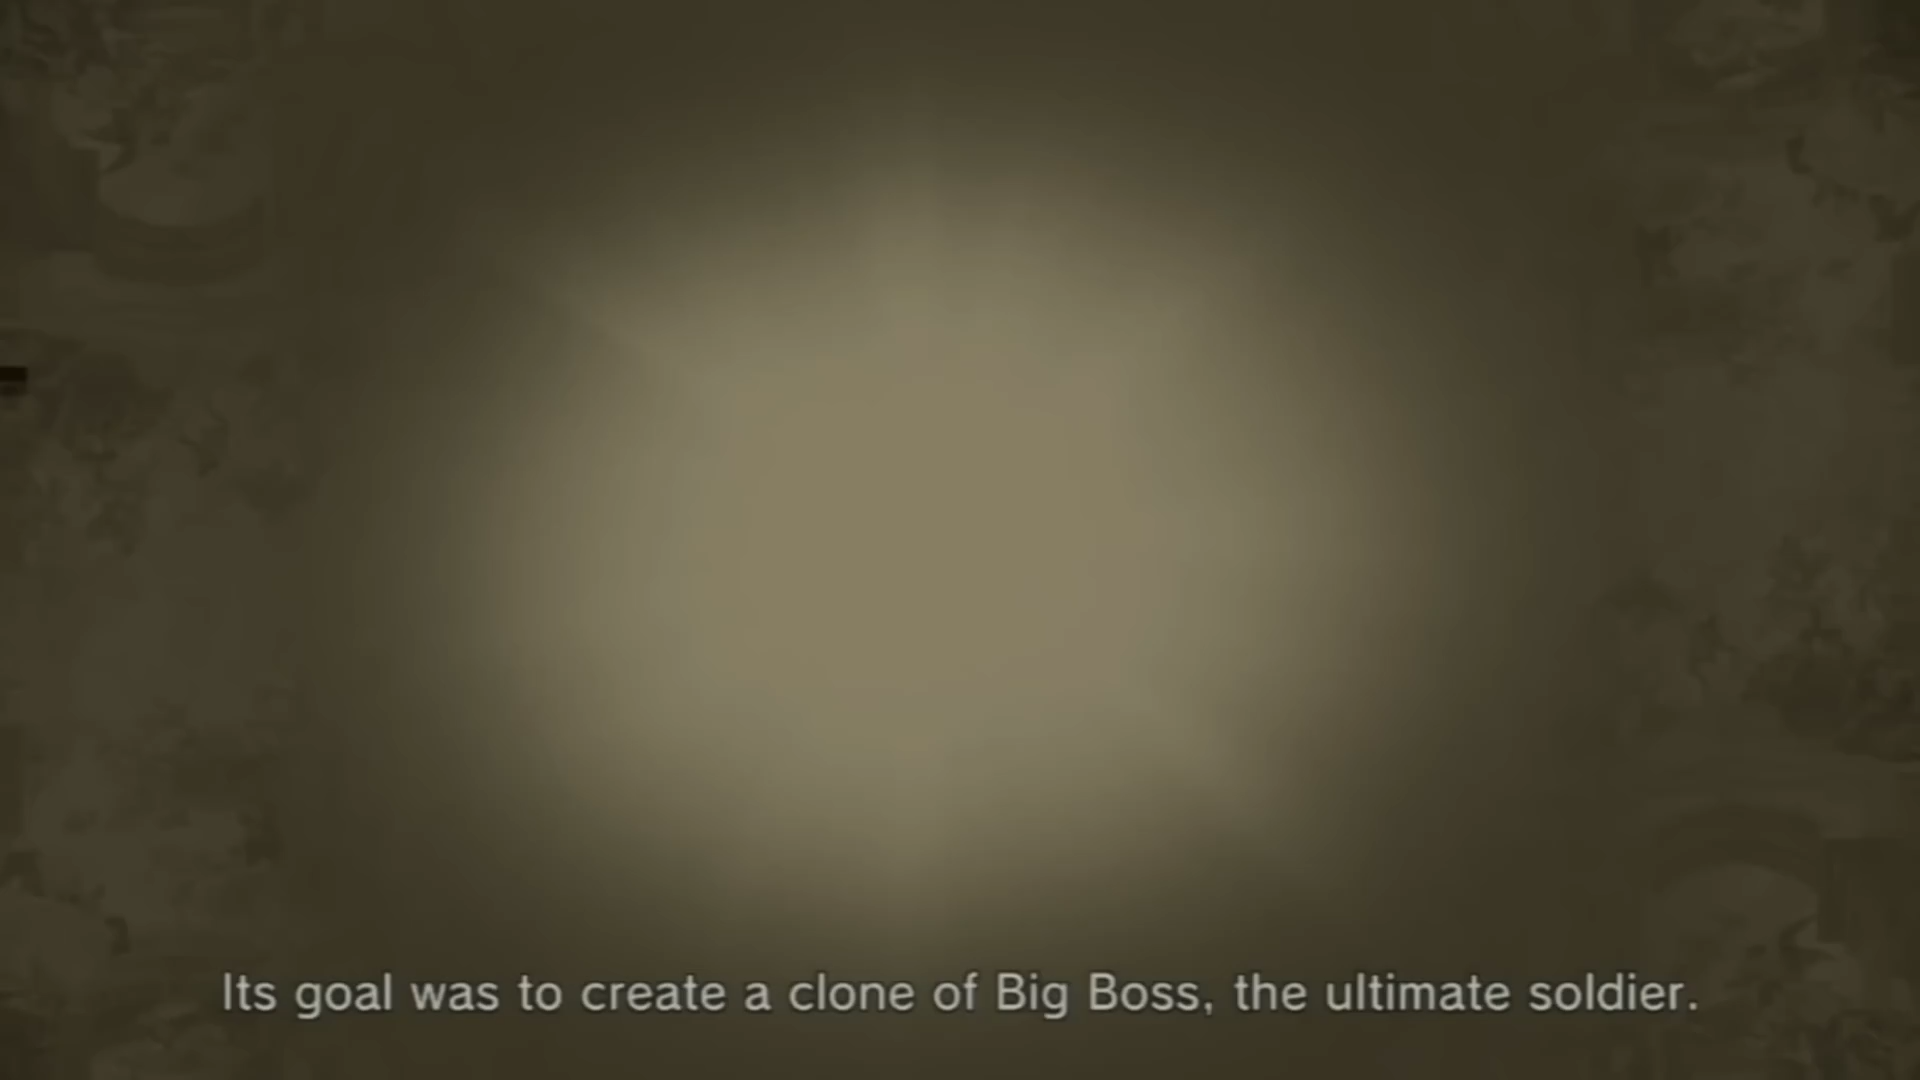 Its goal was to create a clone of Big Boss, the ultimate soldier.